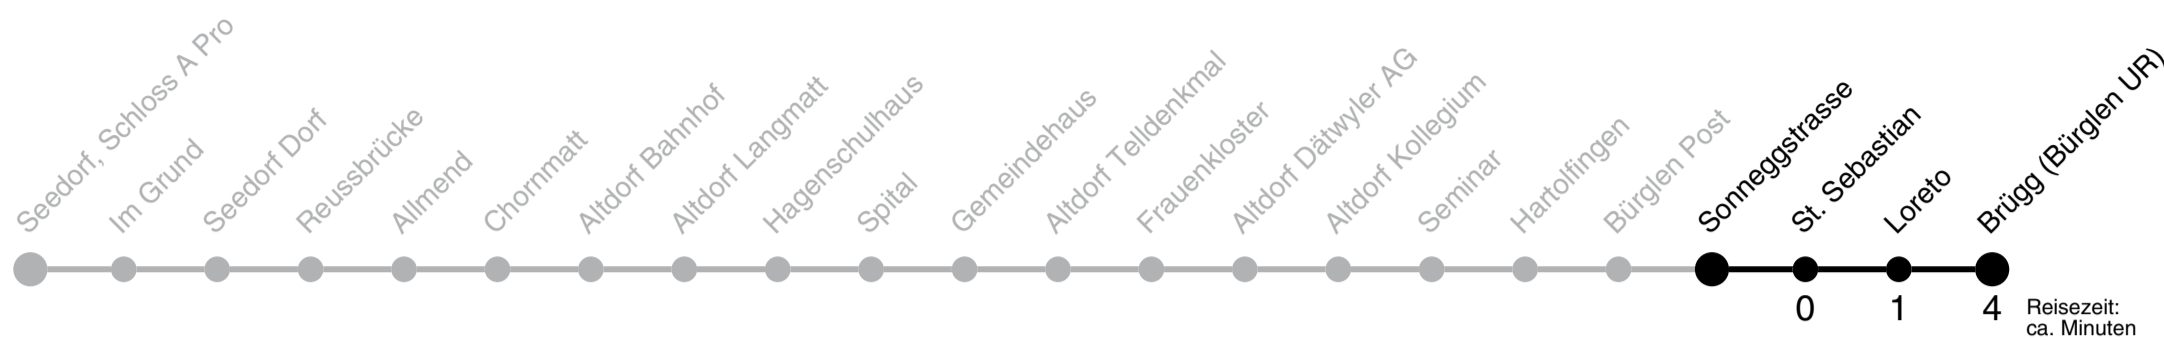 Seedorf, Schloss A Pro
Im Grund
Seedorf Dorf
Reussbrücke
Allmend
Chornmatt
Altdorf Bahnhof
Altdorf Langmatt
Hagenschulhaus
Spital
Gemeindehaus
Altdorf Telldenkmal
Frauenkloster
Altdorf Dätwyler AG
Altdorf Kollegium
Seminar
Hartolfingen
Bürglen Post
Sonneggstrasse
St. Sebastian
Loreto
Brügg (Bürglen UR)
0
1
4
Reisezeit:
ca. Minuten